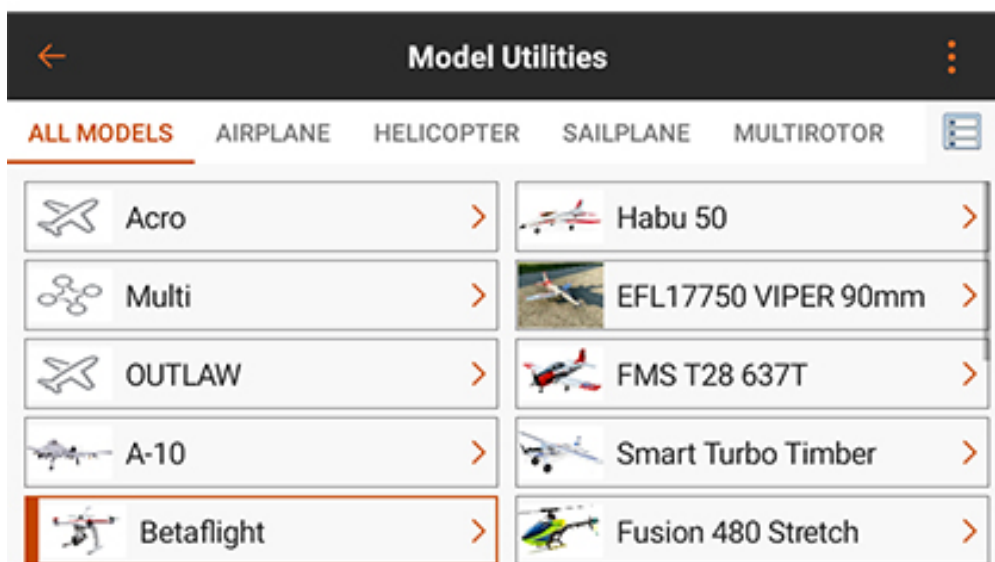 Model Utilities
ALL MODELS AIRPLANE HELICOPTER SAILPLANE MULTIROTOR
Acro
Habu 50
Multi
EFL17750 VIPER 90mm
OUTLAW
FMS T28 637T
A-10
Smart Turbo Timber
Betaflight
Fusion 480 Stretch